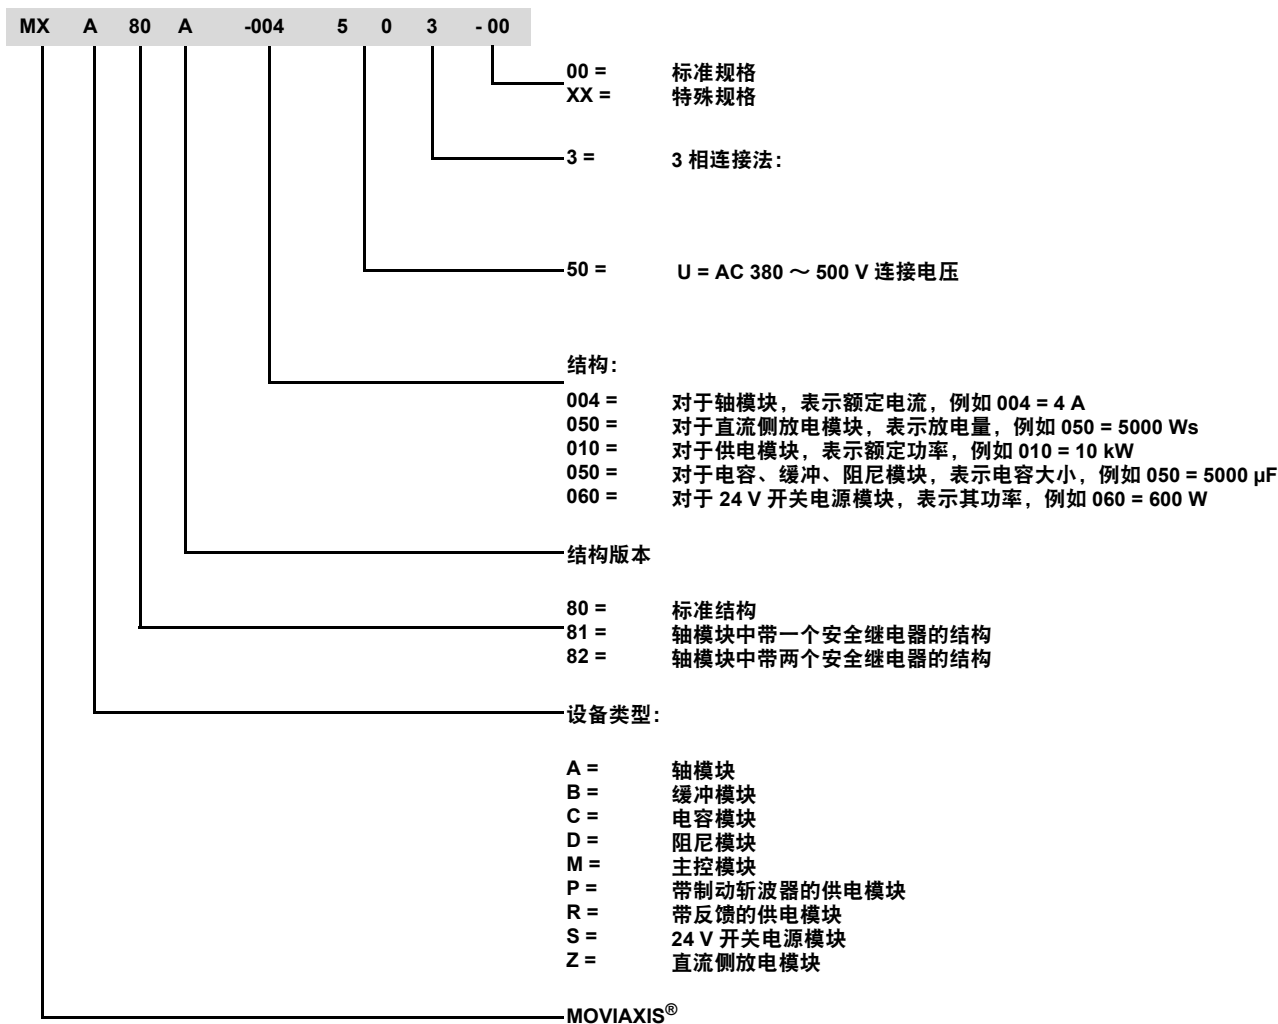 MX A 80 A -004 5 0 3 - 00
00 = 标准规格
XX = 特殊规格
3 = 3 相连接法：
50 = U = AC 380 ～ 500 V 连接电压
结构：
004 = 对于轴模块，表示额定电流，例如 004 = 4 A
050 = 对于直流侧放电模块，表示放电量，例如 050 = 5000 Ws
010 = 对于供电模块，表示额定功率，例如 010 = 10 kW
050 = 对于电容、缓冲、阻尼模块，表示电容大小，例如 050 = 5000 µF
060 = 对于 24 V 开关电源模块，表示其功率，例如 060 = 600 W
结构版本
80 = 标准结构
81 = 轴模块中带一个安全继电器的结构
82 = 轴模块中带两个安全继电器的结构
设备类型：
A = 轴模块
B = 缓冲模块
C = 电容模块
D = 阻尼模块
M = 主控模块
P = 带制动斩波器的供电模块
R = 带反馈的供电模块
S = 24 V 开关电源模块
Z = 直流侧放电模块
MOVIAXIS®